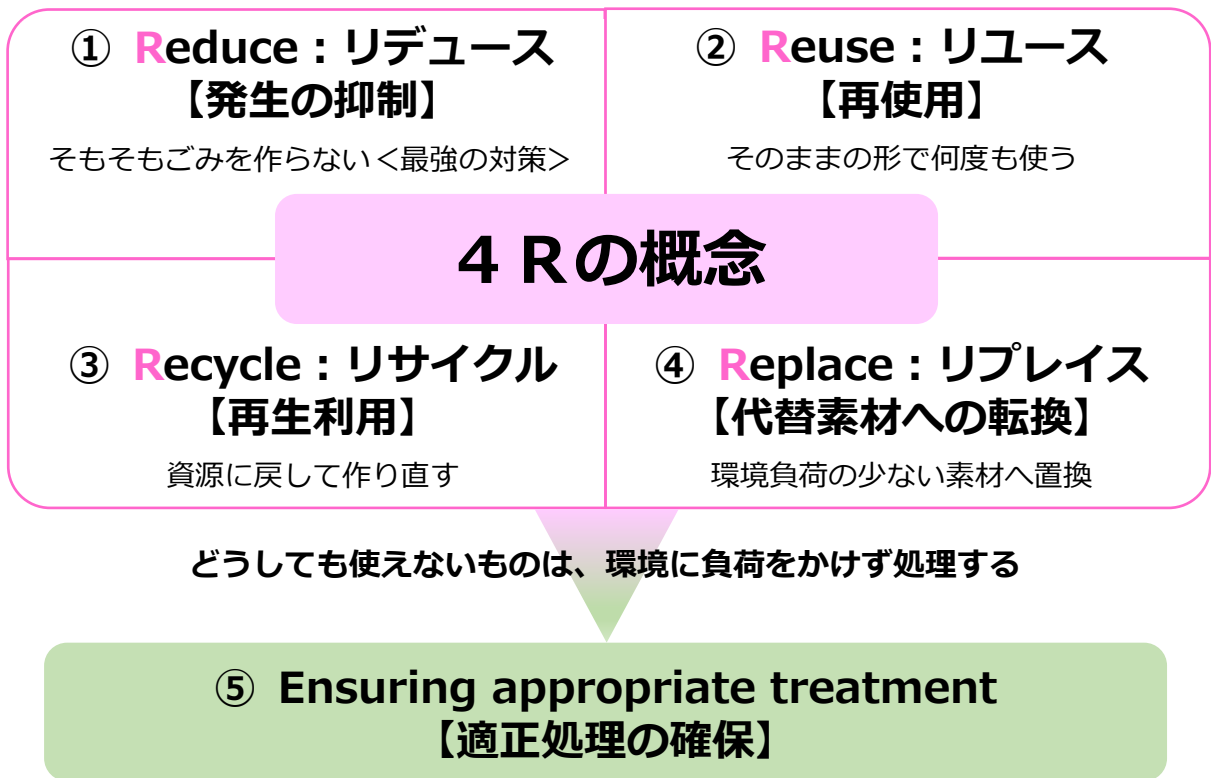 ① Reduce：リデュース
【発生の抑制】
そもそもごみを作らない＜最強の対策＞
② Reuse：リユース
【再使用】
そのままの形で何度も使う
４Ｒの概念
③ Recycle：リサイクル
【再生利用】
資源に戻して作り直す
④ Replace：リプレイス
【代替素材への転換】
環境負荷の少ない素材へ置換
どうしても使えないものは、環境に負荷をかけず処理する
⑤ Ensuring appropriate treatment
【適正処理の確保】